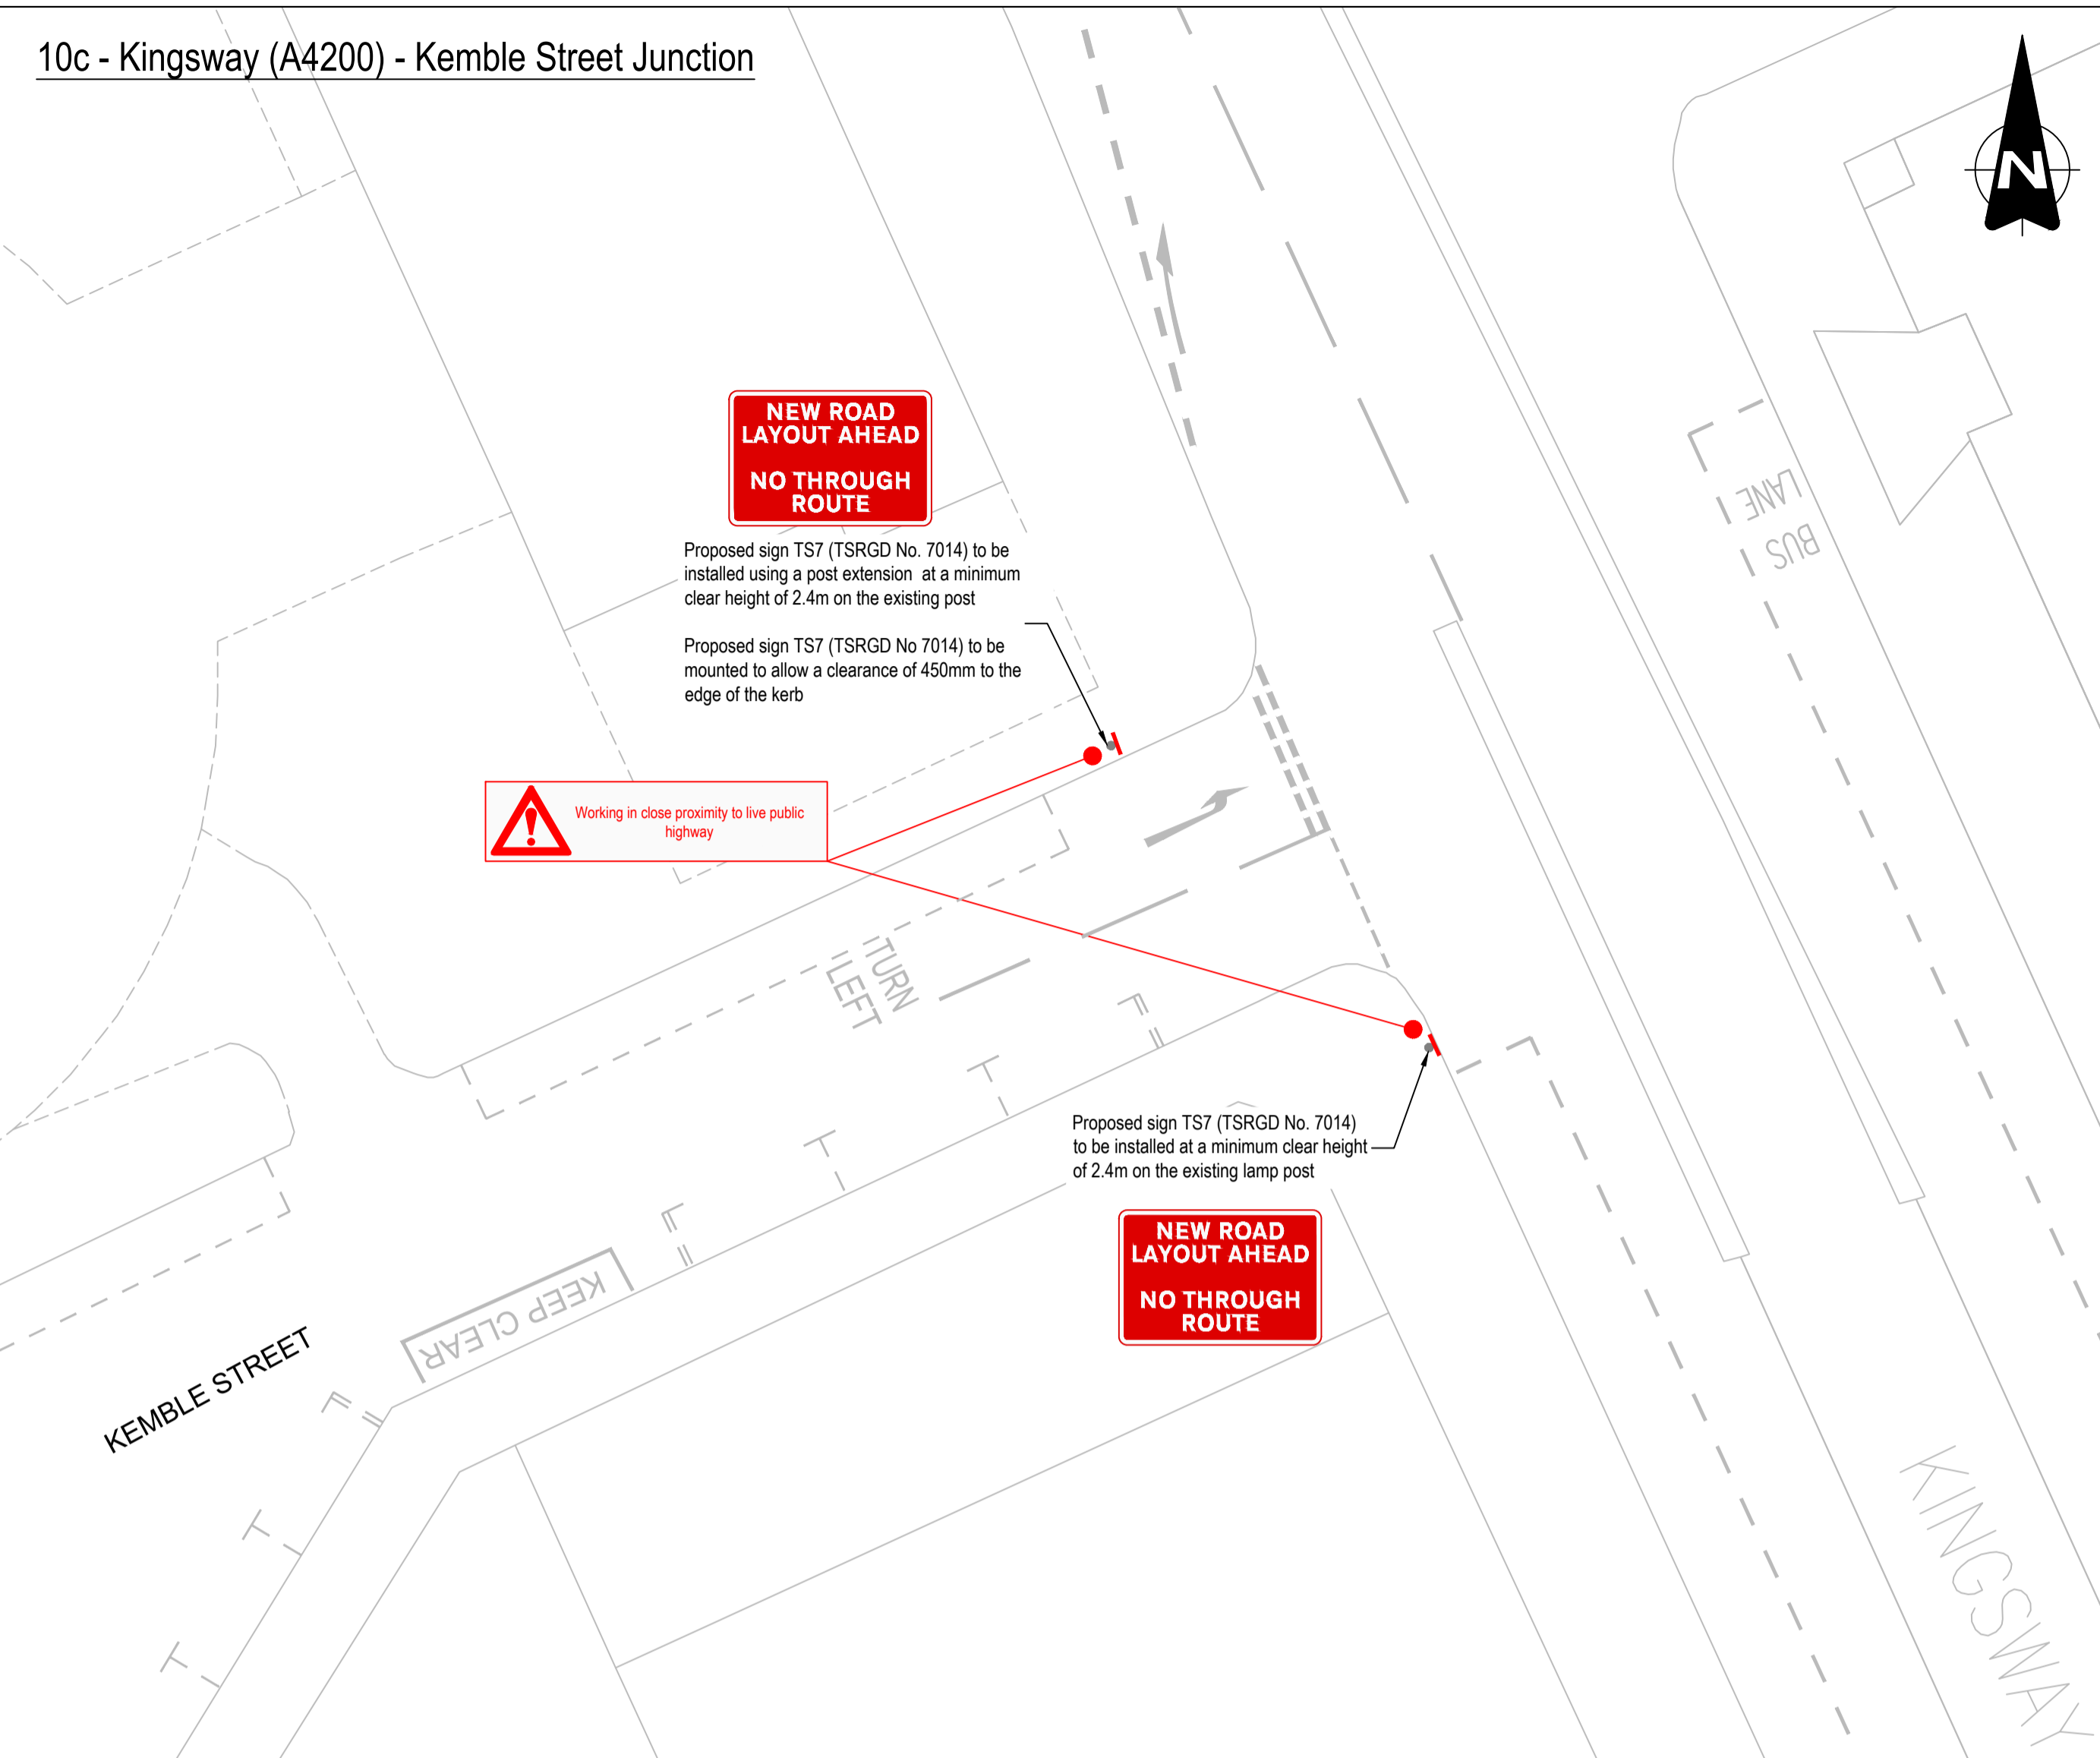 10c - Kingsway (A4200) - Kemble Street Junction
N
NEW ROAD
LAYOUT AHEAD
NO THROUGH
ROUTE
LANE
BUS
Proposed sign TS7 (TSRGD No. 7014) to be
installed using a post extension at a minimum
clear height of 2.4m on the existing post
Proposed sign TS7 (TSRGD No 7014) to be
mounted to allow a clearance of 450mm to the
edge of the kerb
Working in close proximity to live public
highway
TURN
LEFT
Proposed sign TS7 (TSRGD No. 7014)
to be installed at a minimum clear height
of 2.4m on the existing lamp post
NEW ROAD
LAYOUT AHEAD
NO THROUGH
ROUTE
KEEP CLEAR
KEMBLE STREET
KINGSWAY